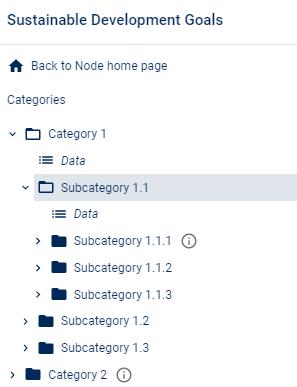 Sustainable Development Goals
Back to Node home page
Categories
Category 1
Data
Subcategory 1.1
Data
Subcategory 1.1.1
Subcategory 1.1.2
Subcategory 1.1.3
Subcategory 1.2
Subcategory 1.3
Category 2